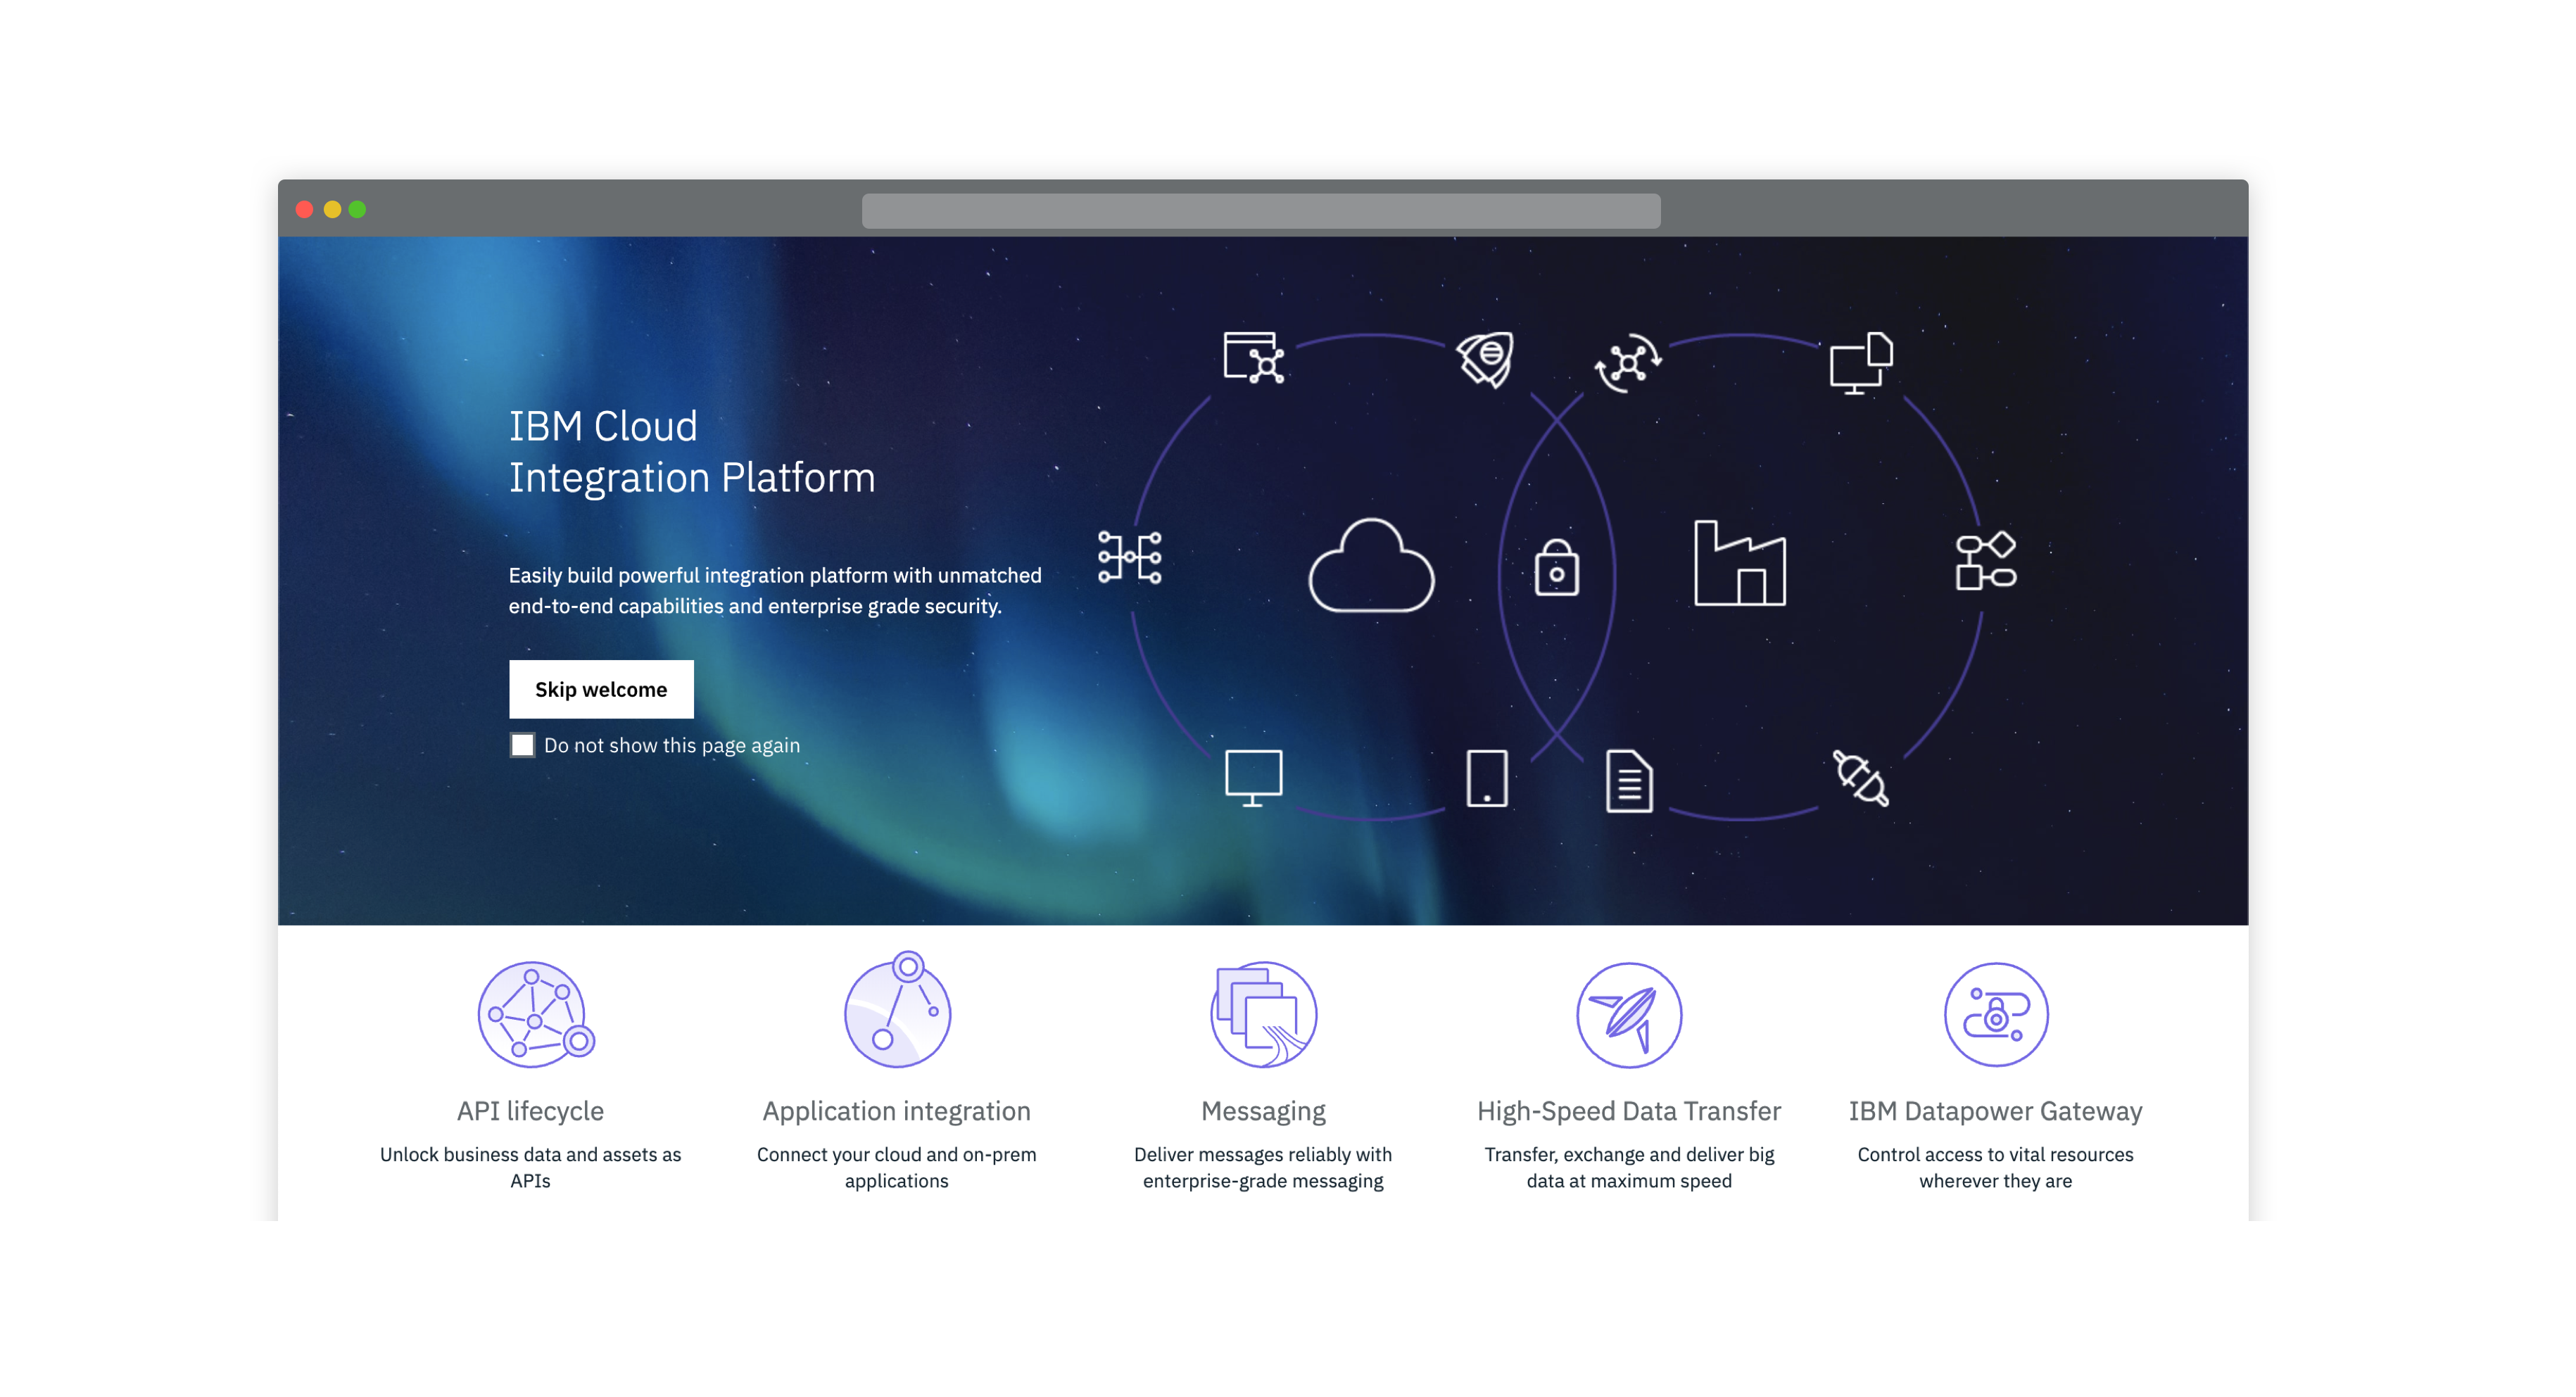 IBM Cloud
Integration Platform
Easily build powerful integration platform with unmatched
end-to-end capabilities and enterprise grade security.
Skip welcome
Do not show this page again
API lifecycle
Unlock business data and assets as
APIs
Application integration
Connect your cloud and on-prem
applications
Messaging
Deliver messages reliably with
enterprise-grade messaging
High-Speed Data Transfer
Transfer, exchange and deliver big
data at maximum speed
IBM Datapower Gateway
Control access to vital resources
wherever they are